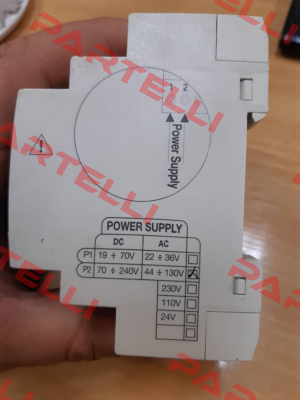 PARTELLI
1 2
Power Supply
PARTELLI
POWER SUPPLY
DC AC
P1 19 ÷ 70V 22 ÷ 36V
P2 70 ÷ 240V 44 ÷ 130V
230V
110V
24V
PARTELLI